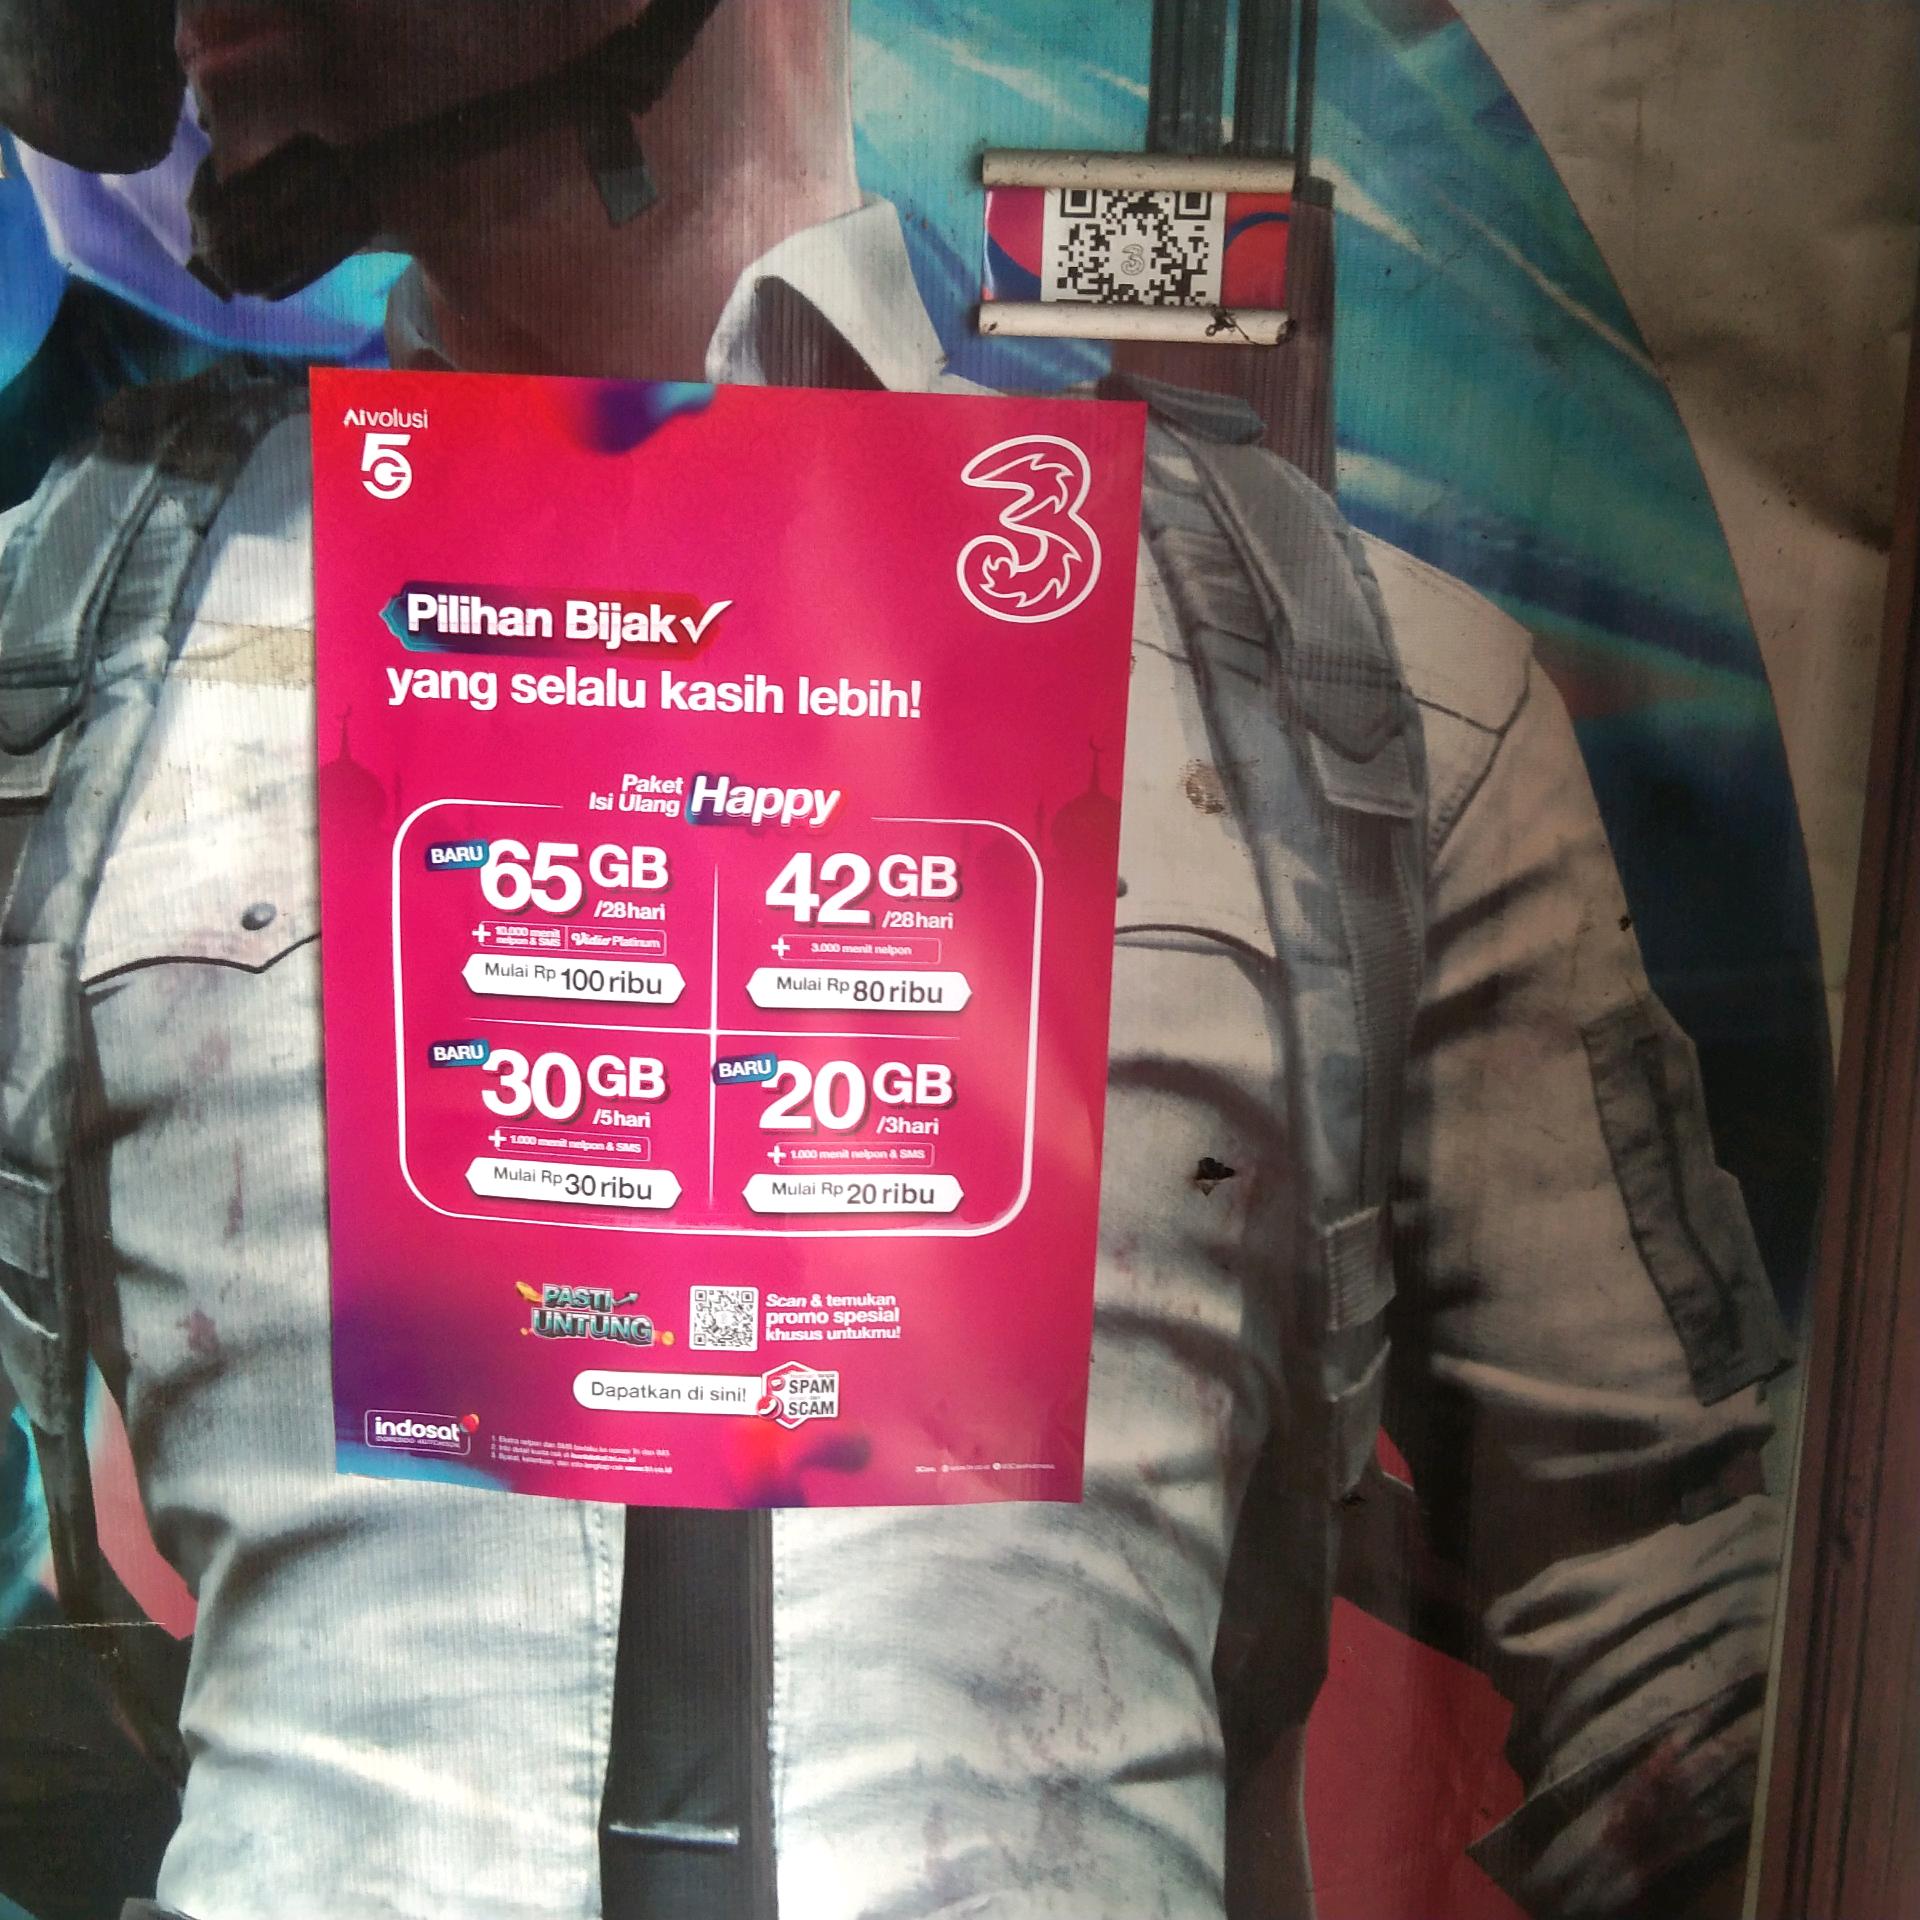 AIvolusi
5G
3
Pilihan Bijak
yang selalu kasih lebih!
Paket
Isi Ulang Happy
BARU 65 GB
/28hari
+ 10.000 menit nelpon & SMS Vidio Platinum
Mulai Rp 100 ribu
42 GB
/28hari
+ 3.000 menit nelpon
Mulai Rp 80 ribu
BARU 30 GB
/5hari
+ 1.000 menit nelpon & SMS
Mulai Rp 30 ribu
BARU 20 GB
/3hari
+ 1.000 menit nelpon & SMS
Mulai Rp 20 ribu
PASTI
UNTUNG
Scan & temukan
promo spesial
khusus untukmu!
Dapatkan di sini!
SPAM
SCAM
indosat
OOREDOO HUTCHISON